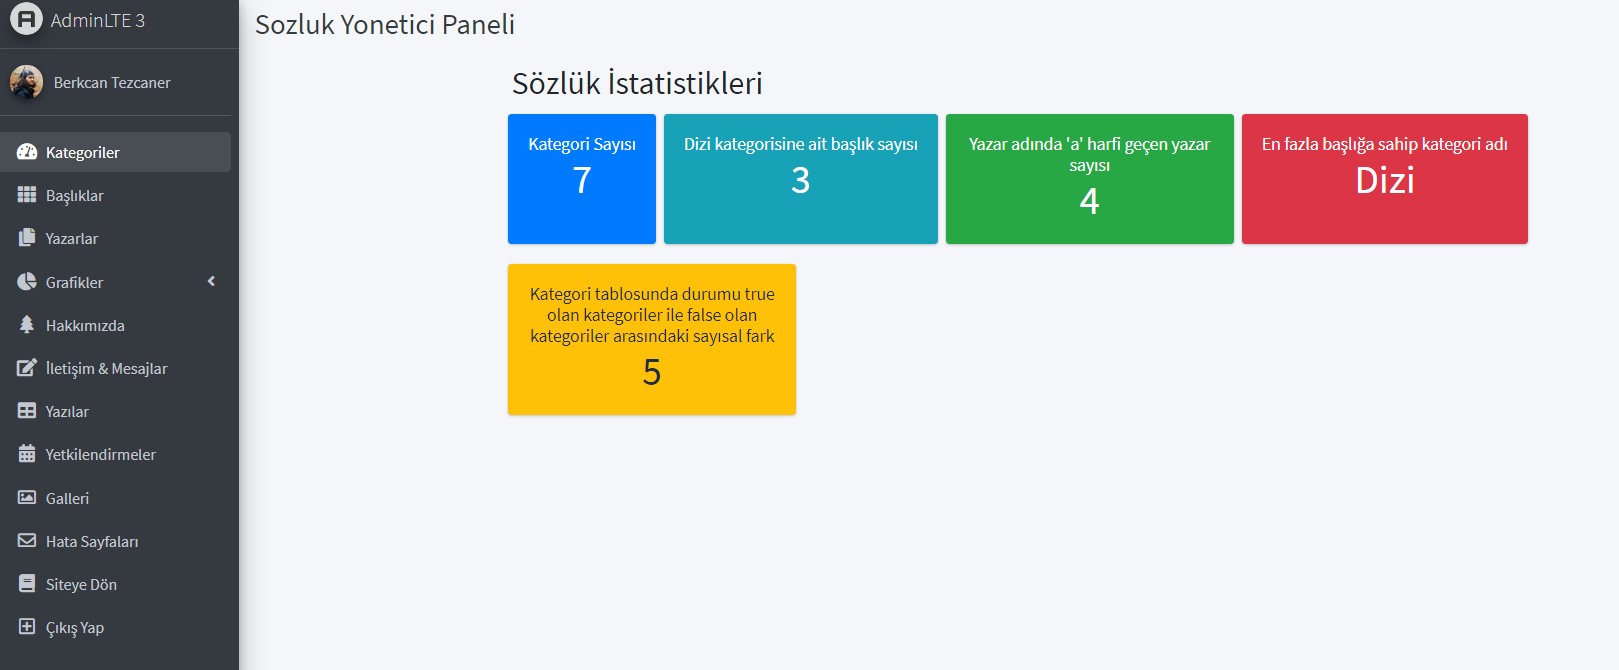 AdminLTE 3
Berkcan Tezcaner
Kategoriler
Başlıklar
Yazarlar
Grafikler
Hakkımızda
İletişim & Mesajlar
Yazılar
Yetkilendirmeler
Galleri
Hata Sayfaları
Siteye Dön
Çıkış Yap
Sozluk Yonetici Paneli
Sözlük İstatistikleri
Kategori Sayısı
7
Dizi kategorisine ait başlık sayısı
3
Yazar adında 'a' harfi geçen yazar
sayısı
4
En fazla başlığa sahip kategori adı
Dizi
Kategori tablosunda durumu true
olan kategoriler ile false olan
kategoriler arasındaki sayısal fark
5